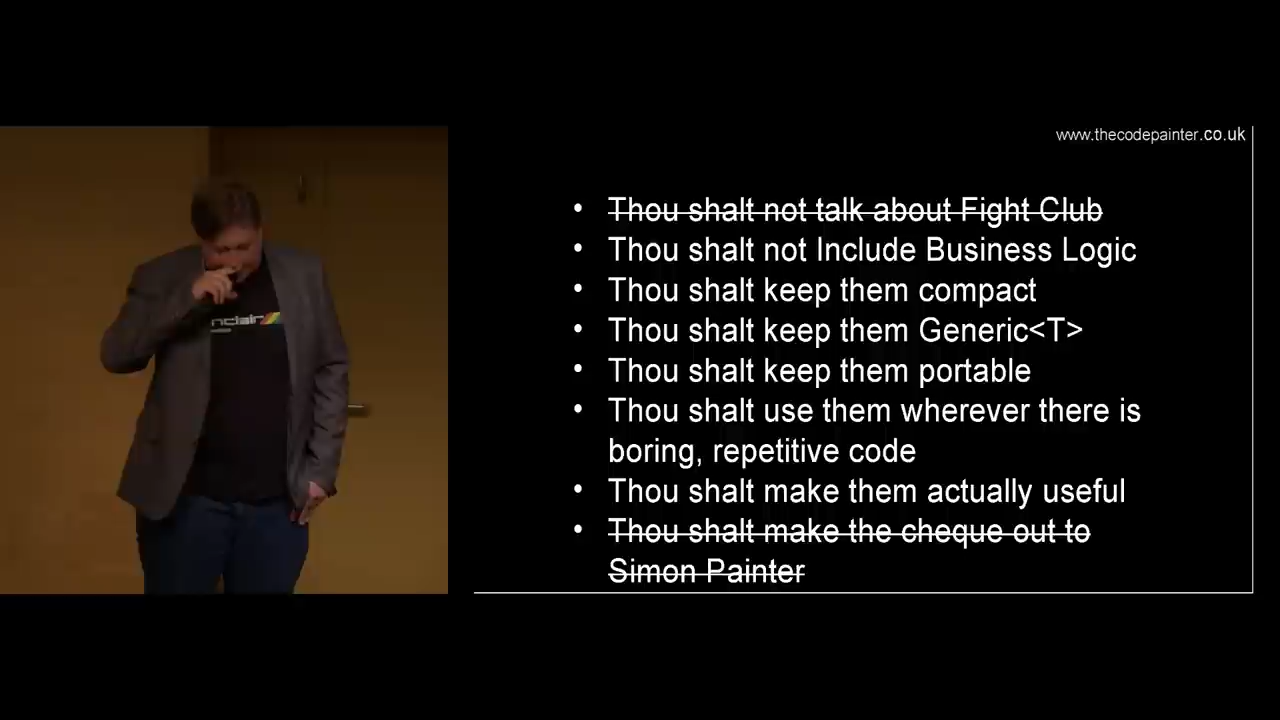 www.thecodepainter.co.uk
• Thou shalt not talk about Fight Club
• Thou shalt not Include Business Logic
• Thou shalt keep them compact
• Thou shalt keep them Generic<T>
• Thou shalt keep them portable
• Thou shalt use them wherever there is
boring, repetitive code
• Thou shalt make them actually useful
• Thou shalt make the cheque out to
Simon Painter
nclair